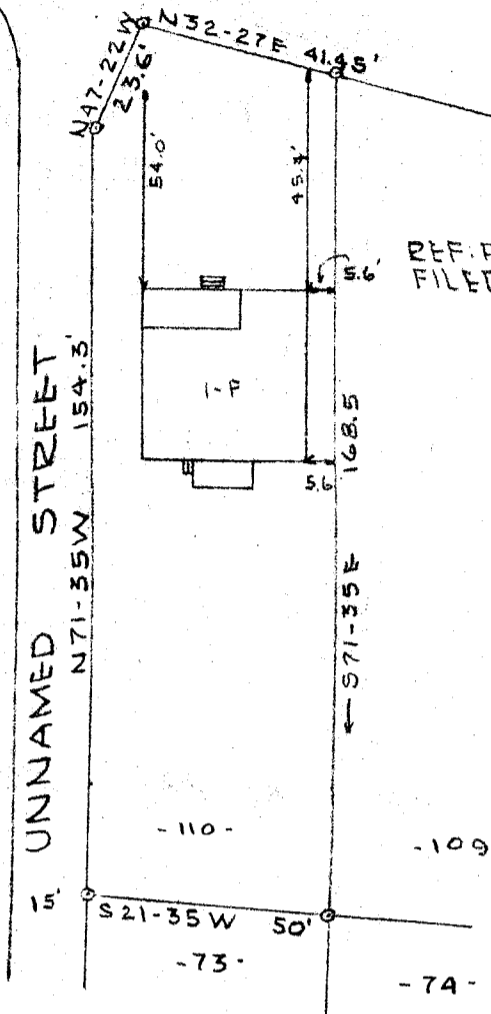 N32-27E 41.45'
N47-22W
23.6'
54.0'
45.4'
5.6'
REF:
FILED
1-F
UNNAMED STREET
N71-35W 154.3'
168.5
5.6
←S71-35E
-110-
-109
15'
S21-35W 50'
-73-
-74-